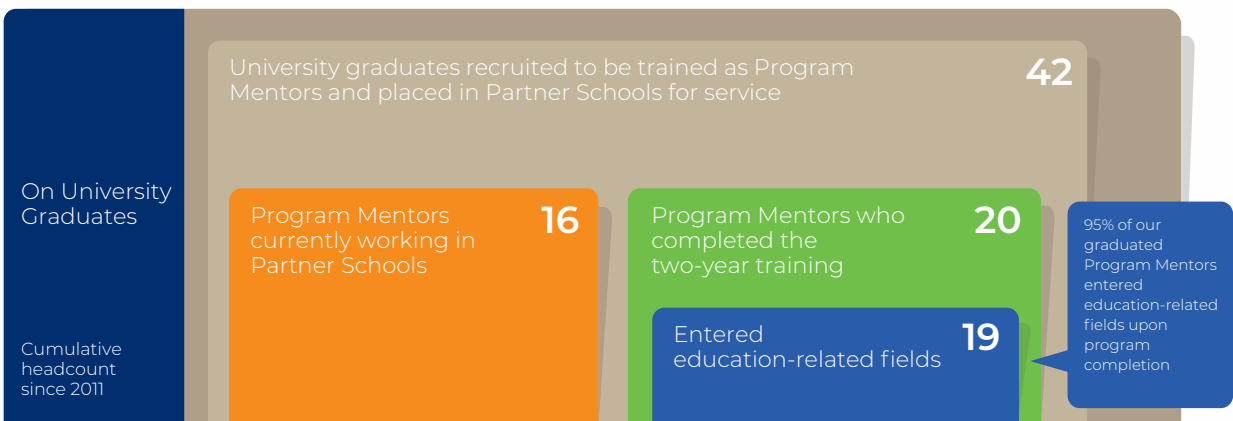 On University
Graduates
Cumulative
headcount
since 2011
University graduates recruited to be trained as Program
Mentors and placed in Partner Schools for service
42
Program Mentors
currently working in
Partner Schools
16
Program Mentors who
completed the
two-year training
20
Entered
education-related fields
19
95% of our
graduated
Program Mentors
entered
education-related
fields upon
program
completion